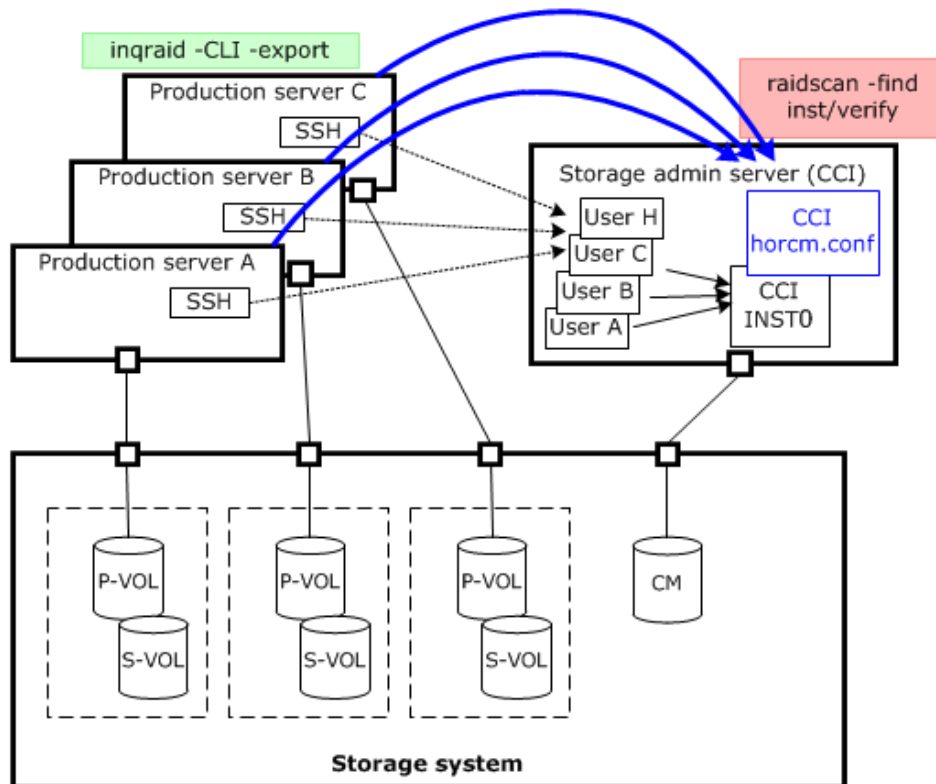 inqraid -CLI -export
Production server C
SSH
raidscan -find
inst/verify
Production server B
SSH
Storage admin server (CCI)
User H
CCI
horcm.conf
Production server A
SSH
User C
User B
User A
CCI
INST0
P-VOL
S-VOL
P-VOL
S-VOL
P-VOL
S-VOL
CM
Storage system